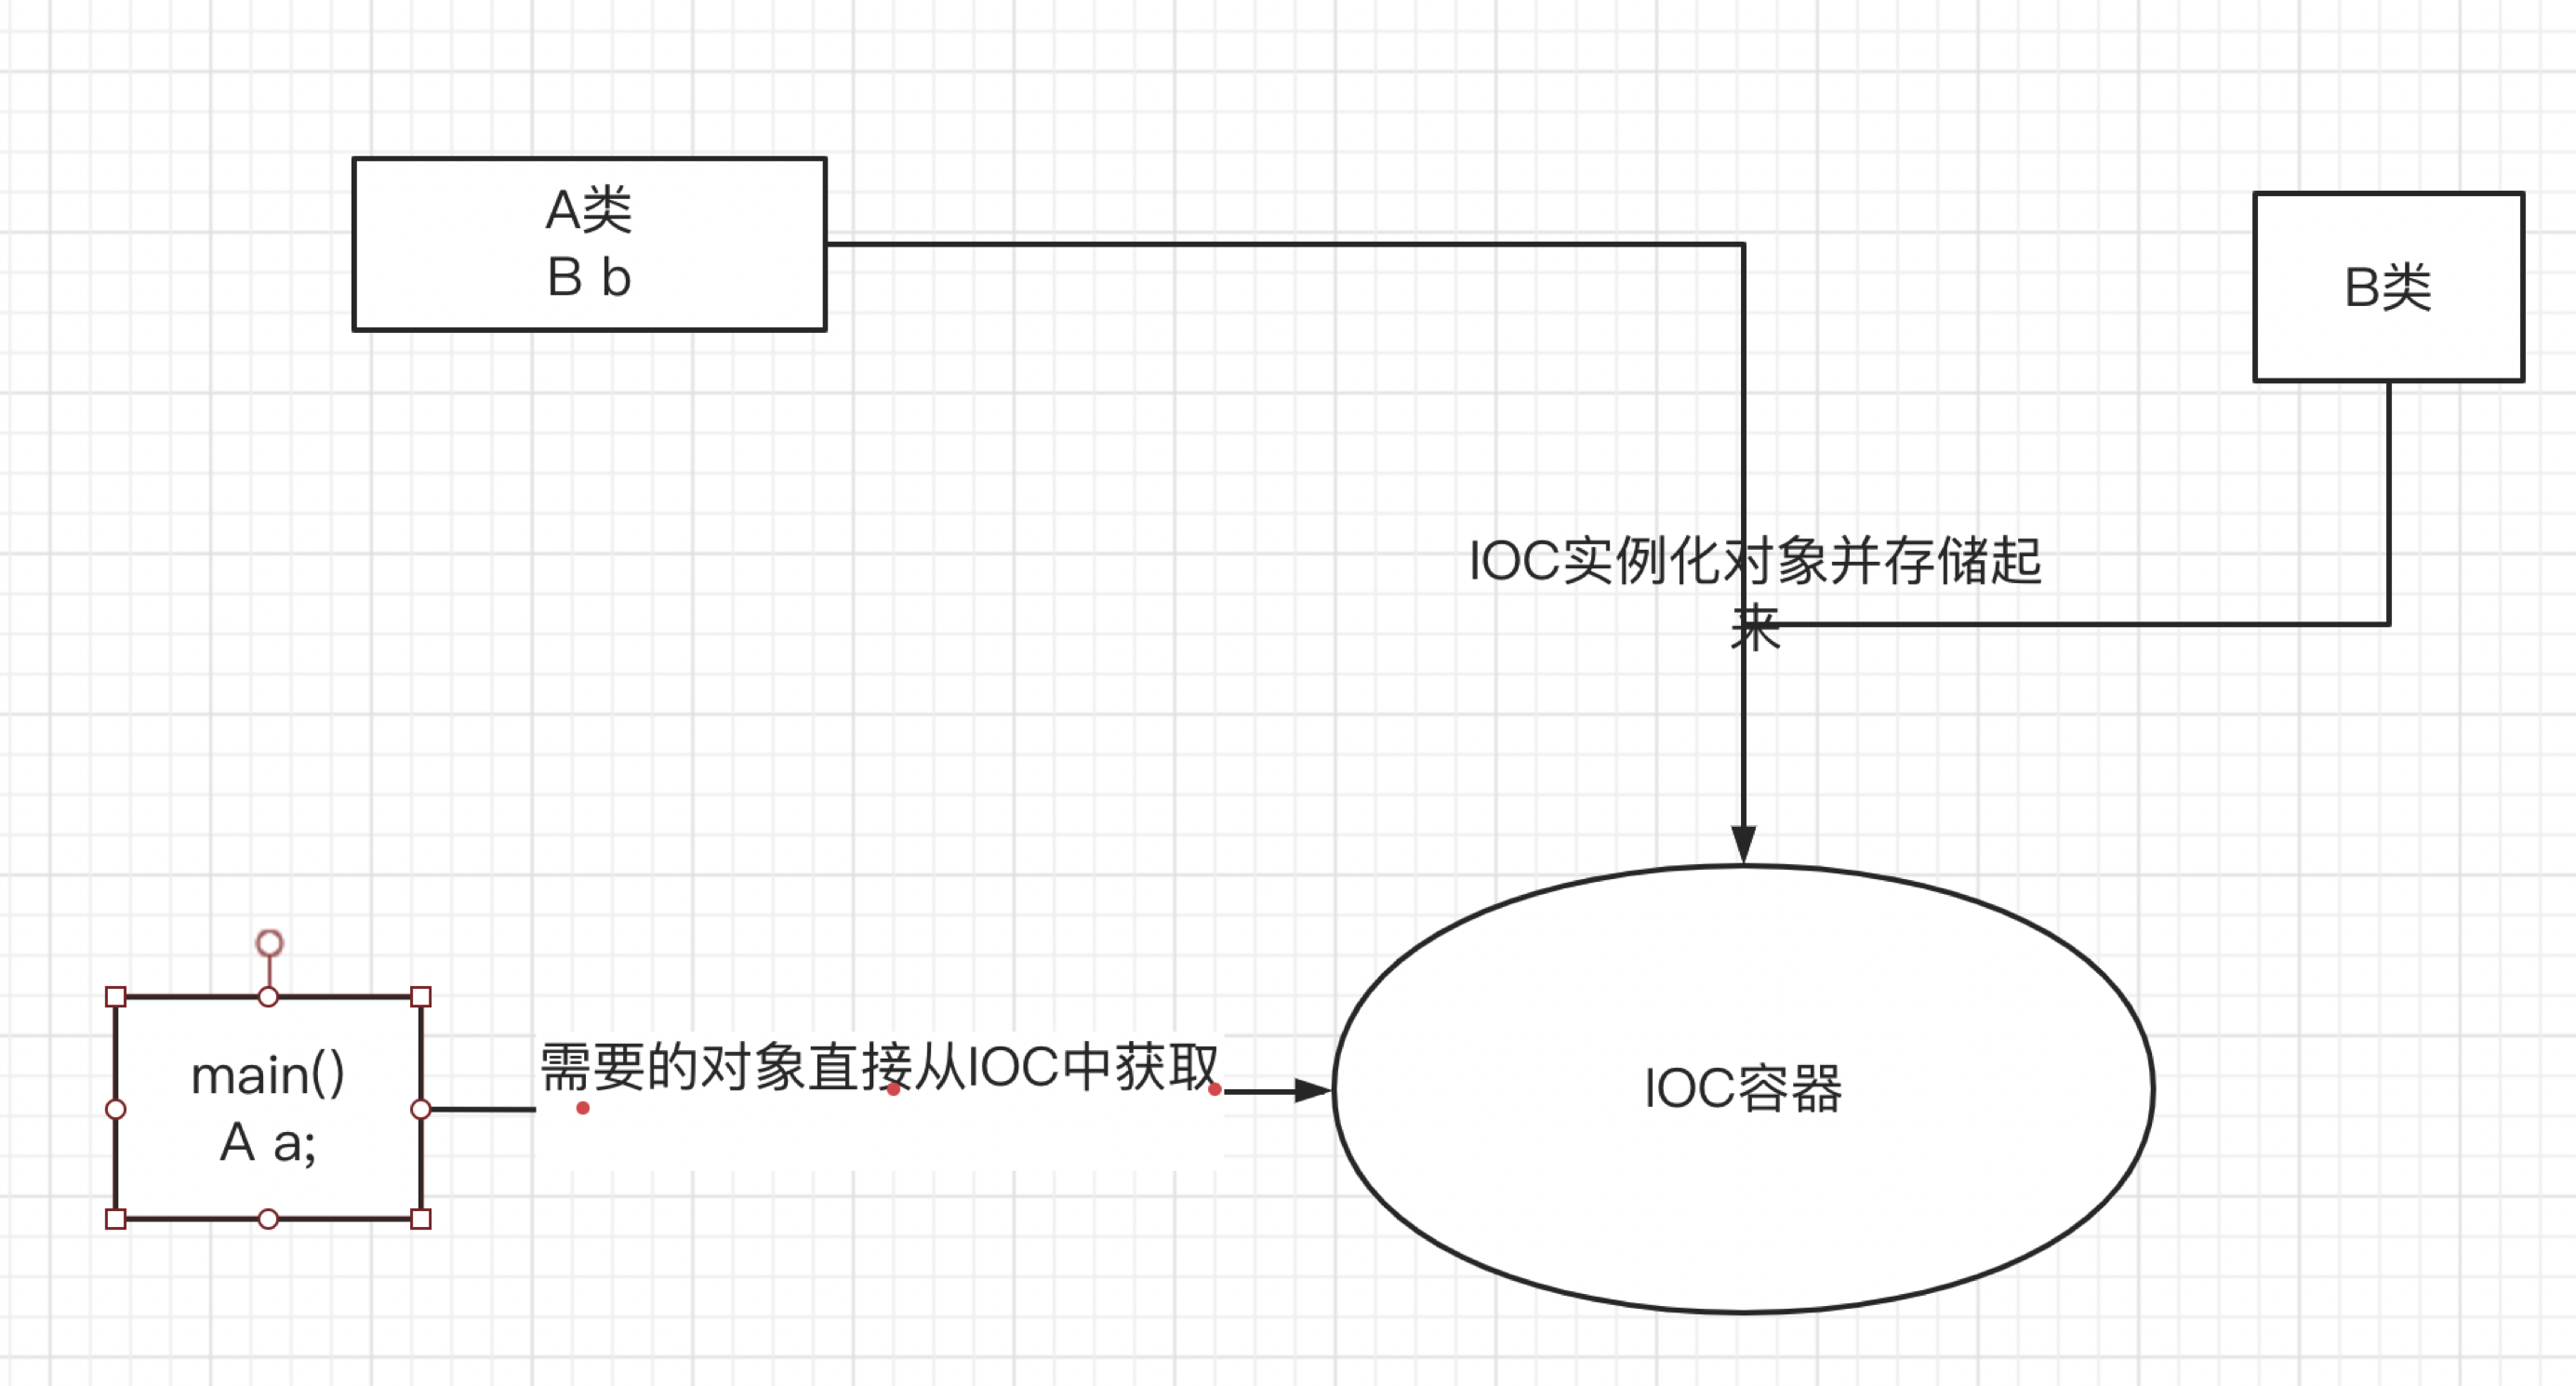 A类
B b
B类
IOC实例化对象并存储起
来
main()
A a;
需要的对象直接从IOC中获取
IOC容器